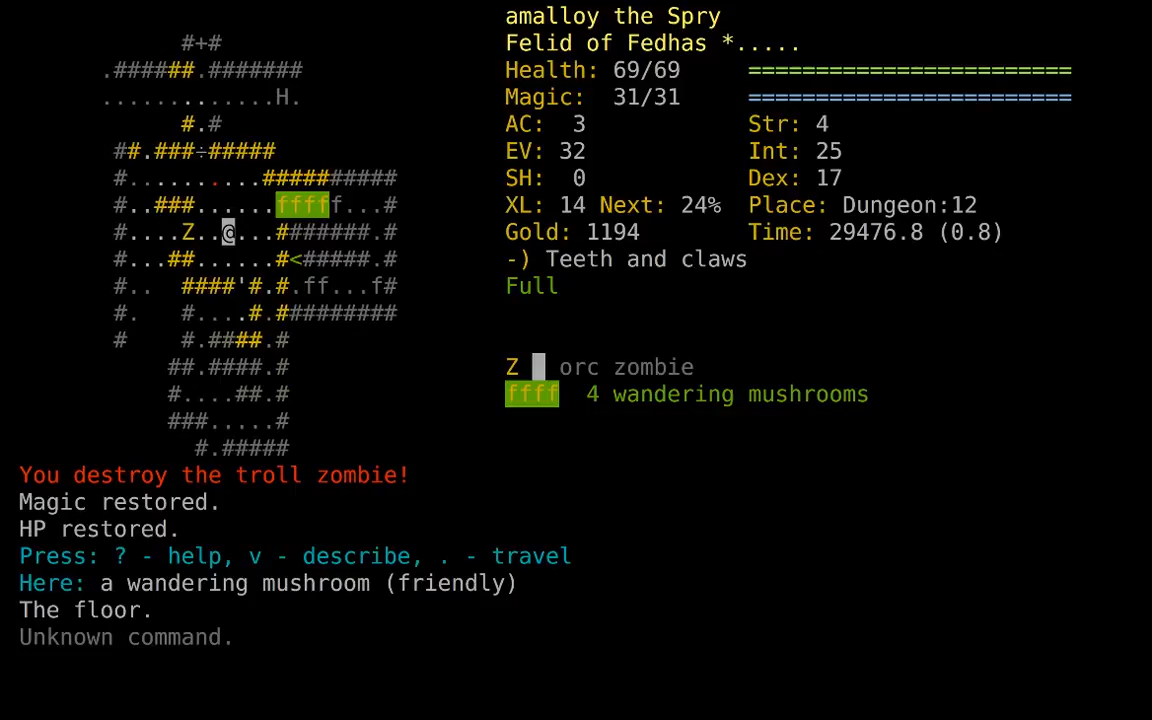 amalloy the Spry
#+# Felid of Fedhas *.....
.######.####### Health: 69/69 ========================
.............H. Magic: 31/31 ========================
#.# AC: 3 Str: 4
##.###÷##### EV: 32 Int: 25
#..........########## SH: 0 Dex: 17
#..###......fffff...# XL: 14 Next: 24% Place: Dungeon:12
#....Z..@...#######.# Gold: 1194 Time: 29476.8 (0.8)
#...##......#<#####.# -) Teeth and claws
#.. ####'#.#.ff...f# Full
#. #....#.#########
# #.####.#
##.####.# Z orc zombie
#....##.# ffff 4 wandering mushrooms
###.....#
#.#####
You destroy the troll zombie!
Magic restored.
HP restored.
Press: ? - help, v - describe, . - travel
Here: a wandering mushroom (friendly)
The floor.
Unknown command.